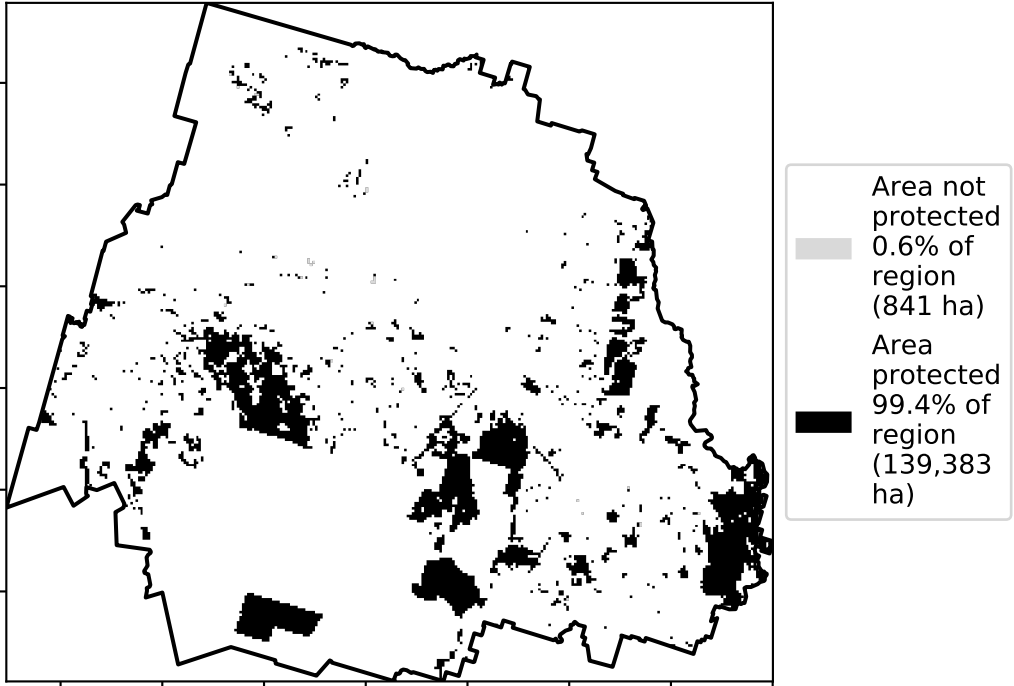 Area not
protected
0.6% of
region
(841 ha)
Area
protected
99.4% of
region
(139,383
ha)